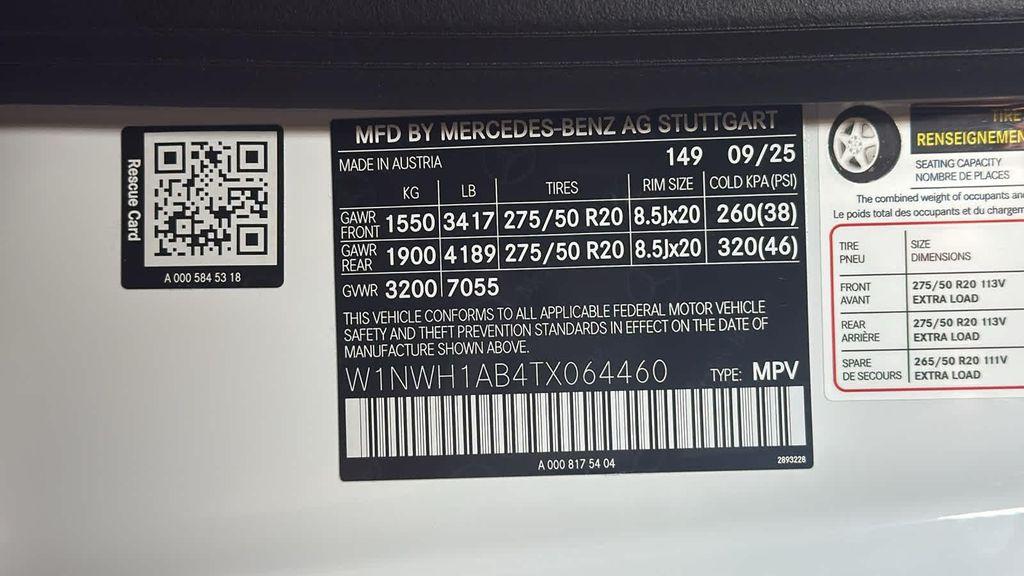 Rescue Card
A 000 584 53 18
MFD BY MERCEDES-BENZ AG STUTTGART
MADE IN AUSTRIA 149 09/25
KG LB TIRES RIM SIZE COLD KPA(PSI)
GAWR FRONT 1550 3417 275/50 R20 8.5Jx20 260(38)
GAWR REAR 1900 4189 275/50 R20 8.5Jx20 320(46)
GVWR 3200 7055
THIS VEHICLE CONFORMS TO ALL APPLICABLE FEDERAL MOTOR VEHICLE
SAFETY AND THEFT PREVENTION STANDARDS IN EFFECT ON THE DATE OF
MANUFACTURE SHOWN ABOVE.
W1NWH1AB4TX064460 TYPE: MPV
A 000 817 54 04
2893228
TIRE
RENSEIGNEMEN
SEATING CAPACITY
NOMBRE DE PLACES
The combined weight of occupants an
Le poids total des occupants et du chargem
TIRE SIZE
PNEU DIMENSIONS
FRONT 275/50 R20 113V
AVANT EXTRA LOAD
REAR 275/50 R20 113V
ARRIÈRE EXTRA LOAD
SPARE 265/50 R20 111V
DE SECOURS EXTRA LOAD